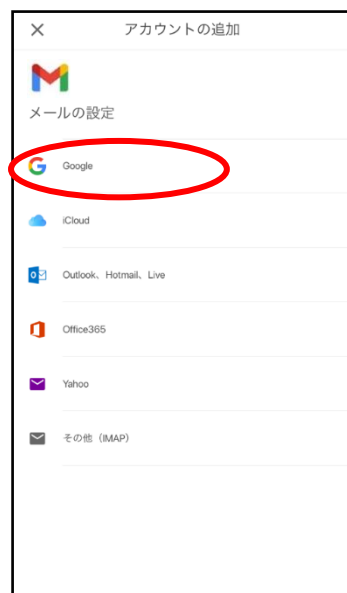 アカウントの追加
メールの設定
Google
iCloud
Outlook、Hotmail、Live
Office365
Yahoo
その他（IMAP）